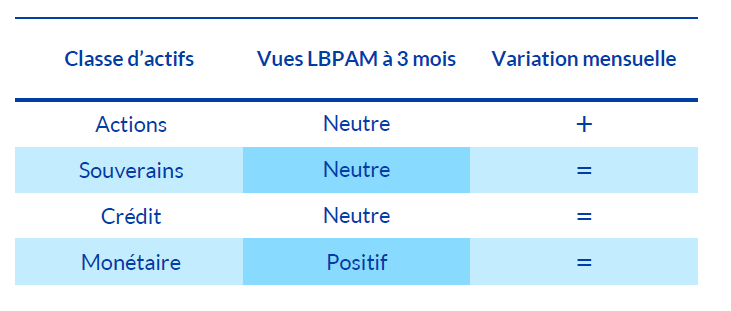 Classe d’actifs Vues LBPAM à 3 mois Variation mensuelle
Actions Neutre +
Souverains Neutre =
Crédit Neutre =
Monétaire Positif =